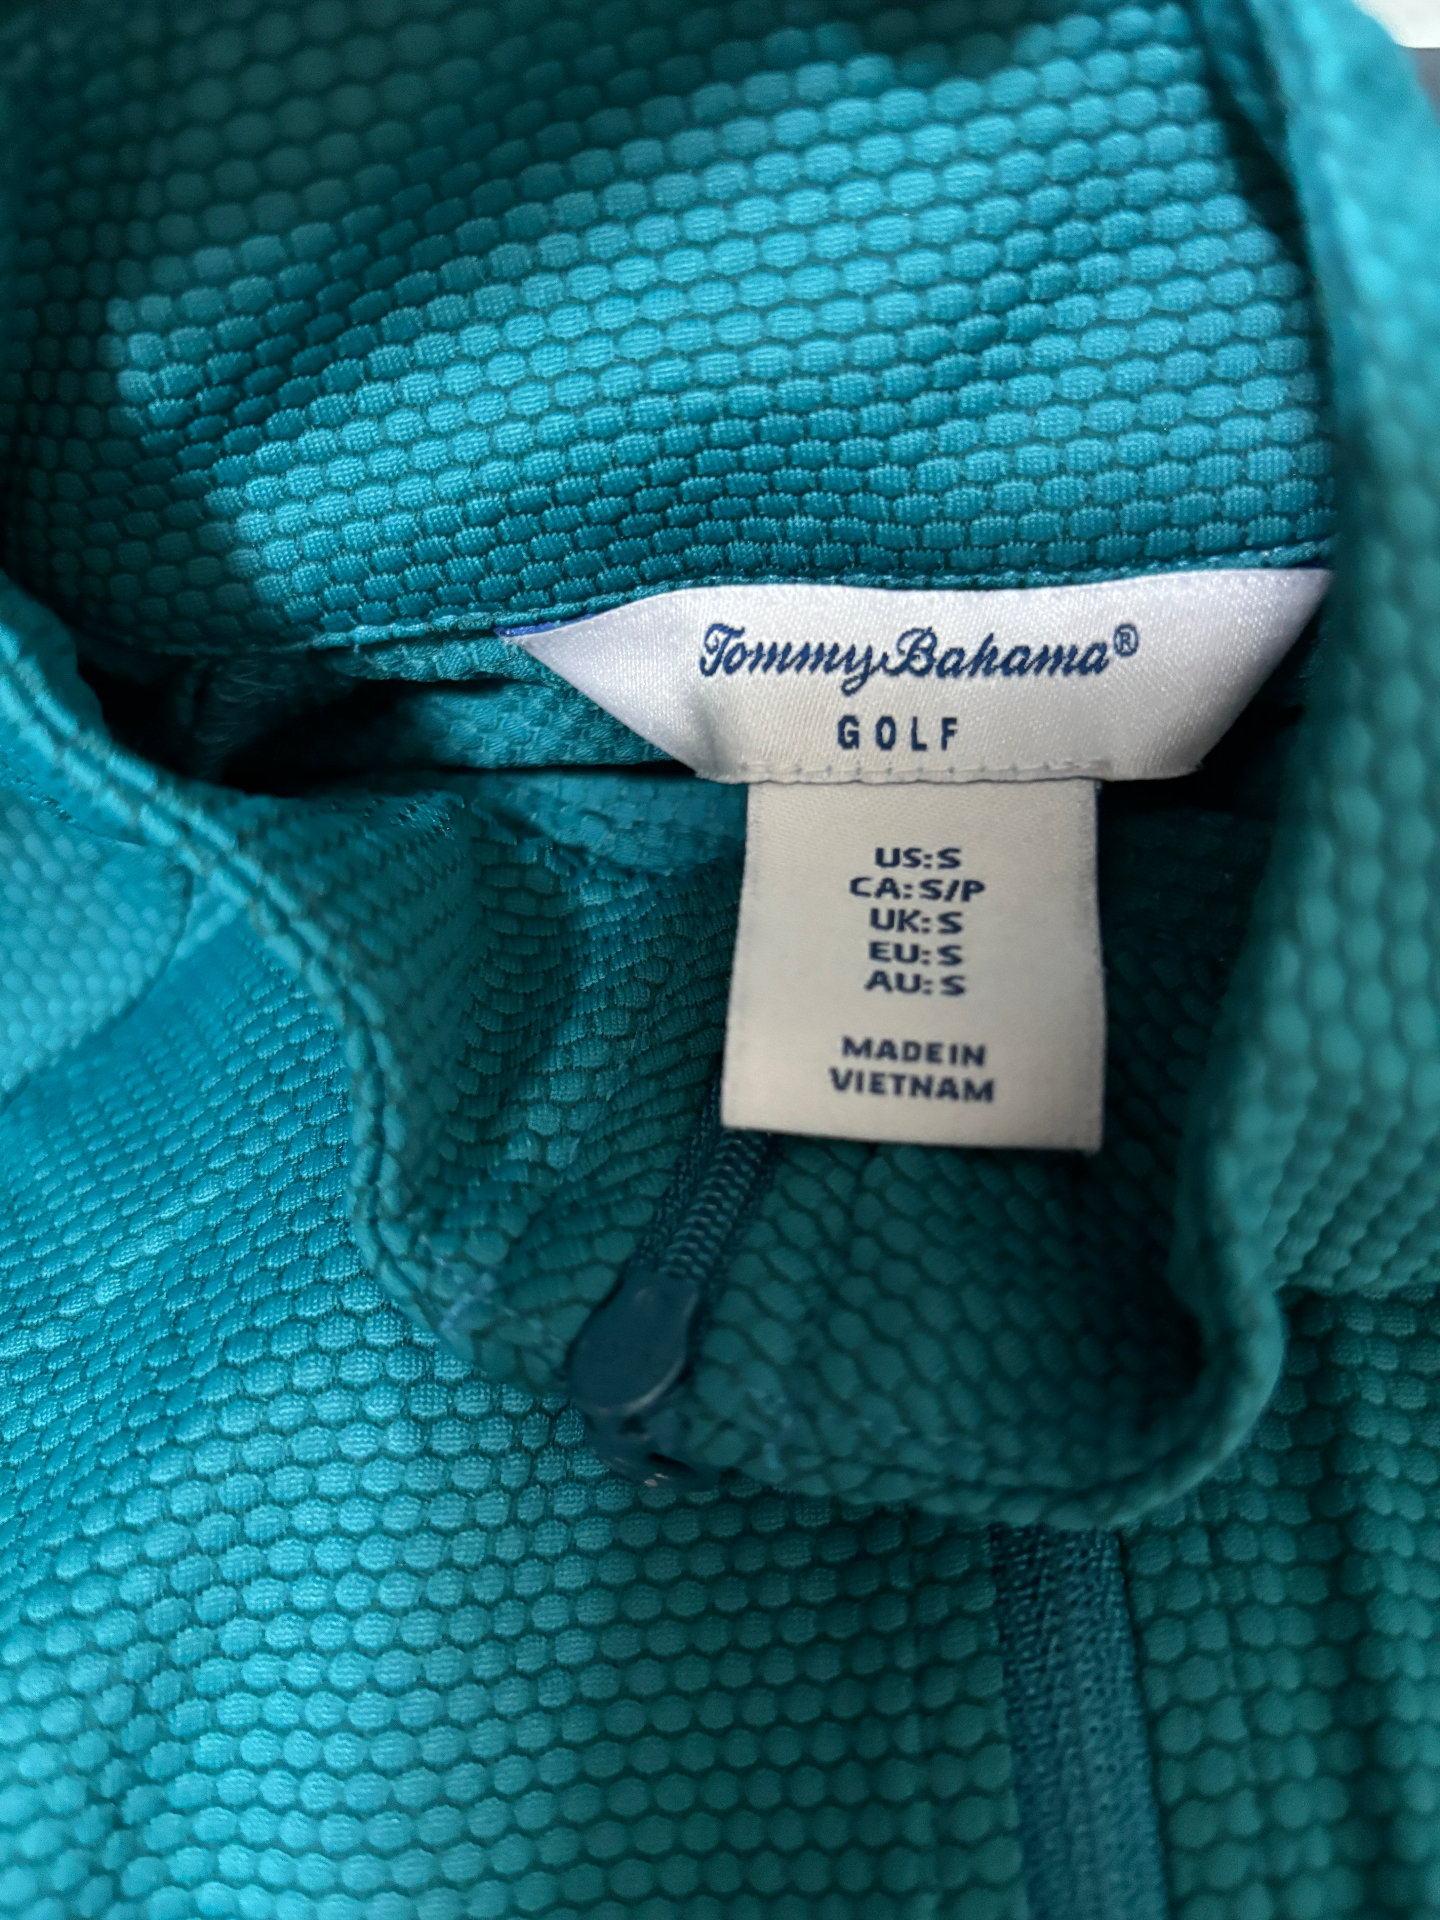 Tommy Bahama®
GOLF
US:S
CA:S/P
UK:S
EU:S
AU:S
MADE IN
VIETNAM